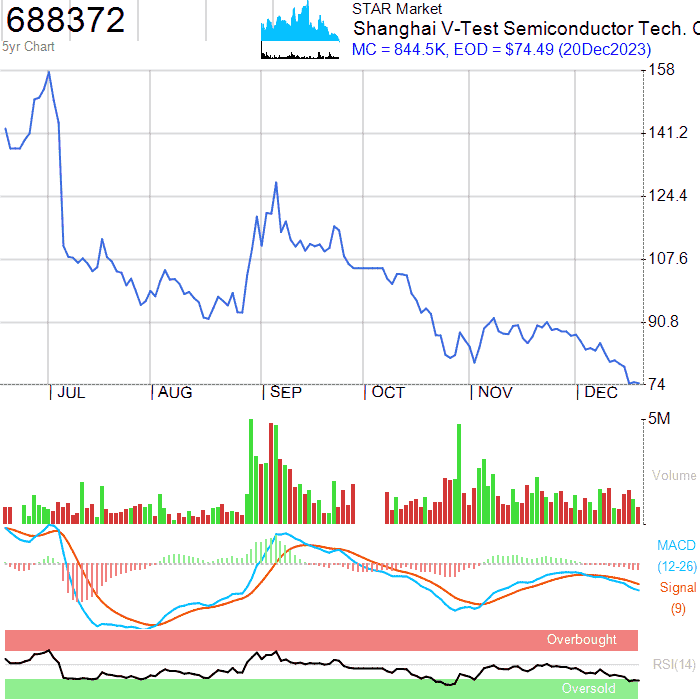 688372
5yr Chart
STAR Market
Shanghai V-Test Semiconductor Tech. C
MC = 844.5K, EOD = $74.49 (20Dec2023)
158
141.2
124.4
107.6
90.8
74
JUL AUG SEP OCT NOV DEC
5M
Volume
MACD
(12-26)
Signal
(9)
Overbought
RSI(14)
Oversold